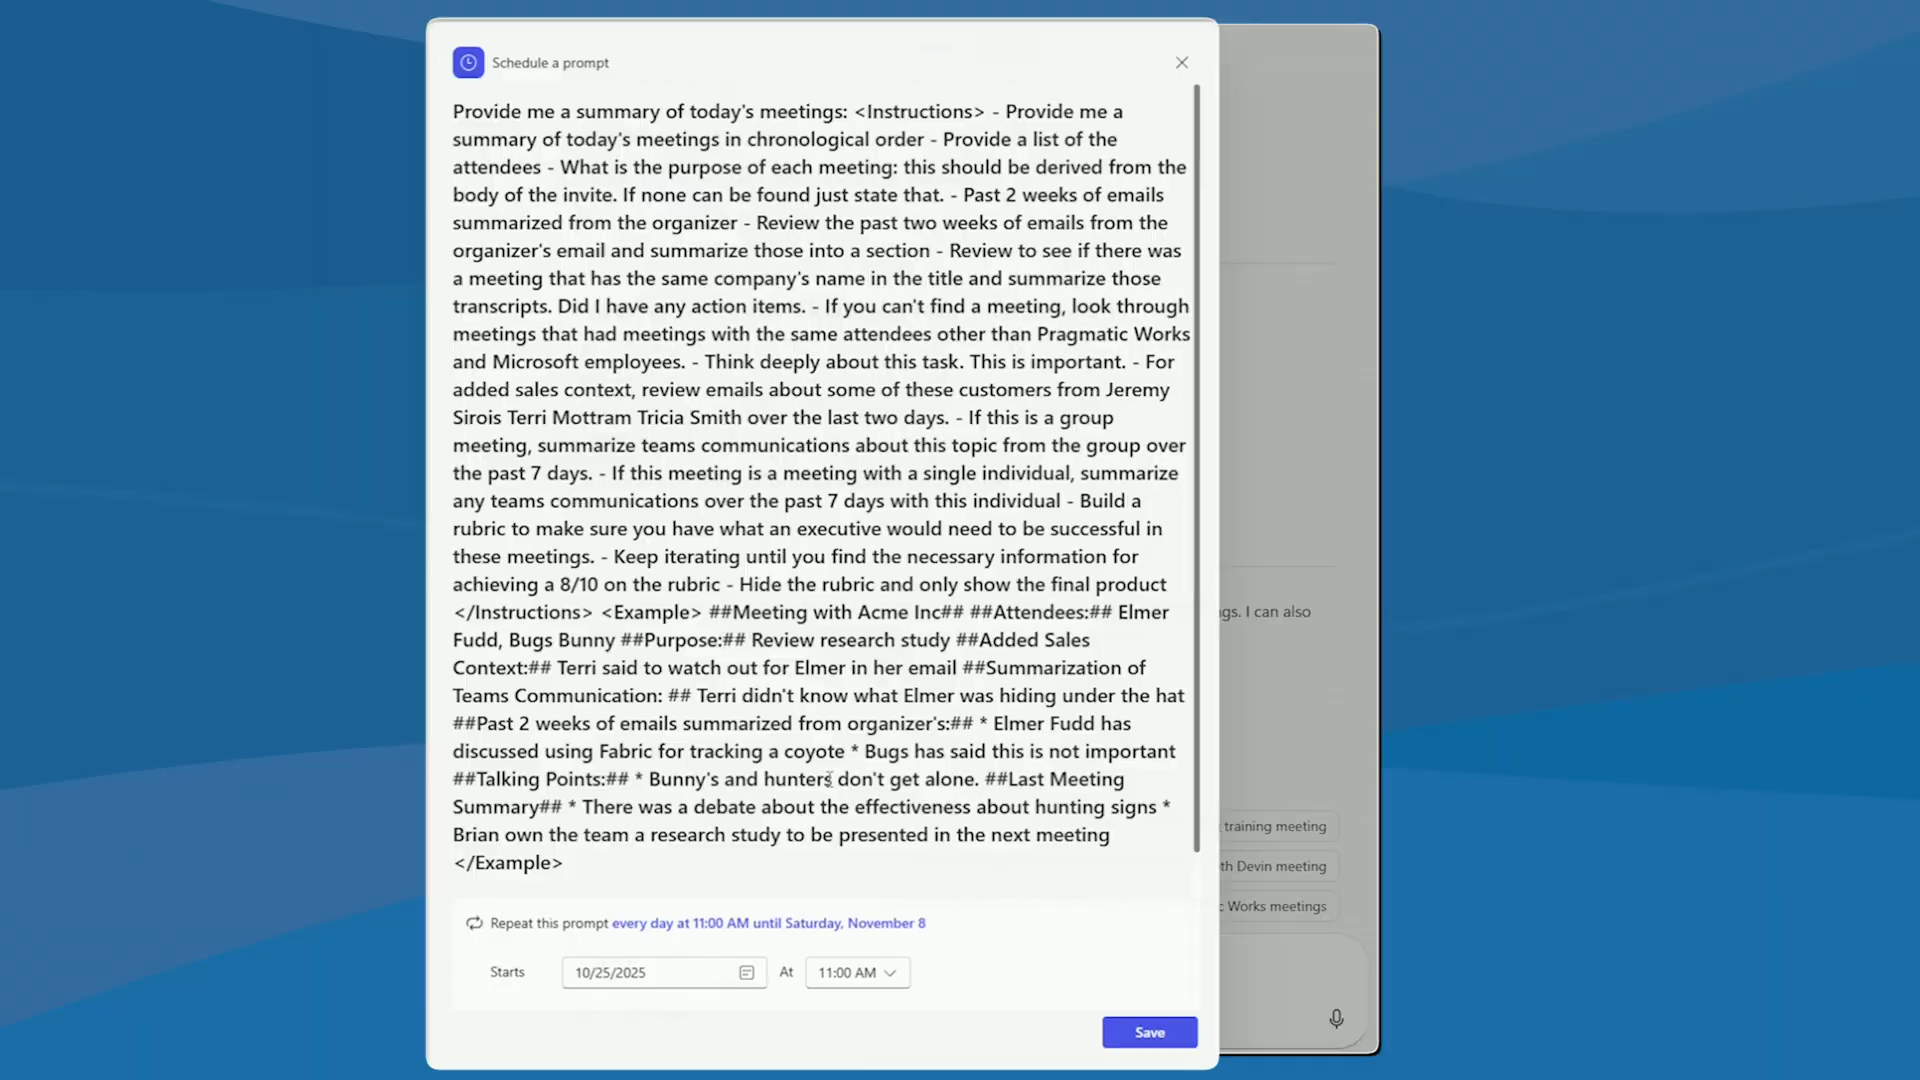 Schedule a prompt
Provide me a summary of today's meetings: <Instructions> - Provide me a
summary of today's meetings in chronological order - Provide a list of the
attendees - What is the purpose of each meeting: this should be derived from the
body of the invite. If none can be found just state that. - Past 2 weeks of emails
summarized from the organizer - Review the past two weeks of emails from the
organizer's email and summarize those into a section - Review to see if there was
a meeting that has the same company's name in the title and summarize those
transcripts. Did I have any action items. - If you can't find a meeting, look through
meetings that had meetings with the same attendees other than Pragmatic Works
and Microsoft employees. - Think deeply about this task. This is important. - For
added sales context, review emails about some of these customers from Jeremy
Sirois Terri Mottram Tricia Smith over the last two days. - If this is a group
meeting, summarize teams communications about this topic from the group over
the past 7 days. - If this meeting is a meeting with a single individual, summarize
any teams communications over the past 7 days with this individual - Build a
rubric to make sure you have what an executive would need to be successful in
these meetings. - Keep iterating until you find the necessary information for
achieving a 8/10 on the rubric - Hide the rubric and only show the final product
</Instructions> <Example> ##Meeting with Acme Inc## ##Attendees:## Elmer
Fudd, Bugs Bunny ##Purpose:## Review research study ##Added Sales
Context:## Terri said to watch out for Elmer in her email ##Summarization of
Teams Communication: ## Terri didn't know what Elmer was hiding under the hat
##Past 2 weeks of emails summarized from organizer's:## * Elmer Fudd has
discussed using Fabric for tracking a coyote * Bugs has said this is not important
##Talking Points:## * Bunny's and hunters don't get alone. ##Last Meeting
Summary## * There was a debate about the effectiveness about hunting signs *
Brian own the team a research study to be presented in the next meeting
</Example>
Repeat this prompt every day at 11:00 AM until Saturday, November 8
Starts 10/25/2025 At 11:00 AM
Save
gs. I can also
training meeting
th Devin meeting
Works meetings